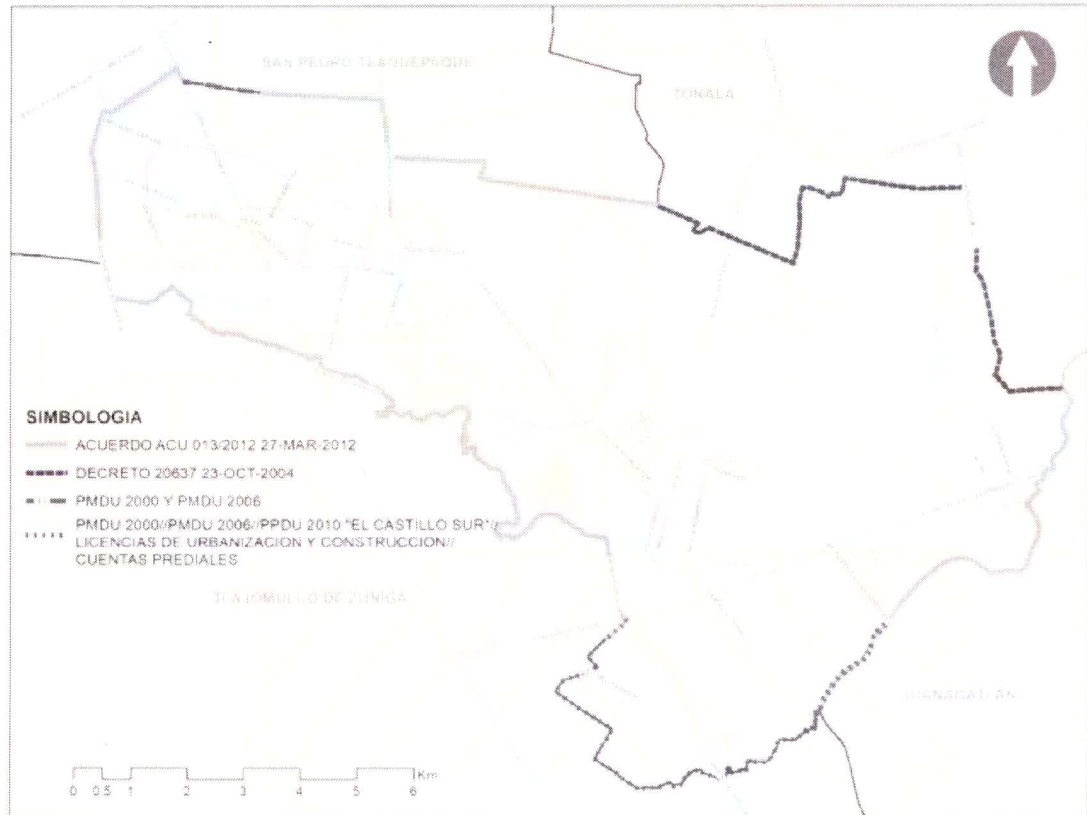 SAN PEDRO TLAQUEPAQUE
TONALA
SIMBOLOGIA
ACUERDO ACU 013/2012 27-MAR-2012
DECRETO 20637 23-OCT-2004
PMDU 2000 Y PMDU 2006
PMDU 2000//PMDU 2006//PPDU 2010 "EL CASTILLO SUR"//
LICENCIAS DE URBANIZACION Y CONSTRUCCION//
CUENTAS PREDIALES
TLAJOMULCO DE ZUÑIGA
JUANACATLAN
Km
0 0.5 1 2 3 4 5 6